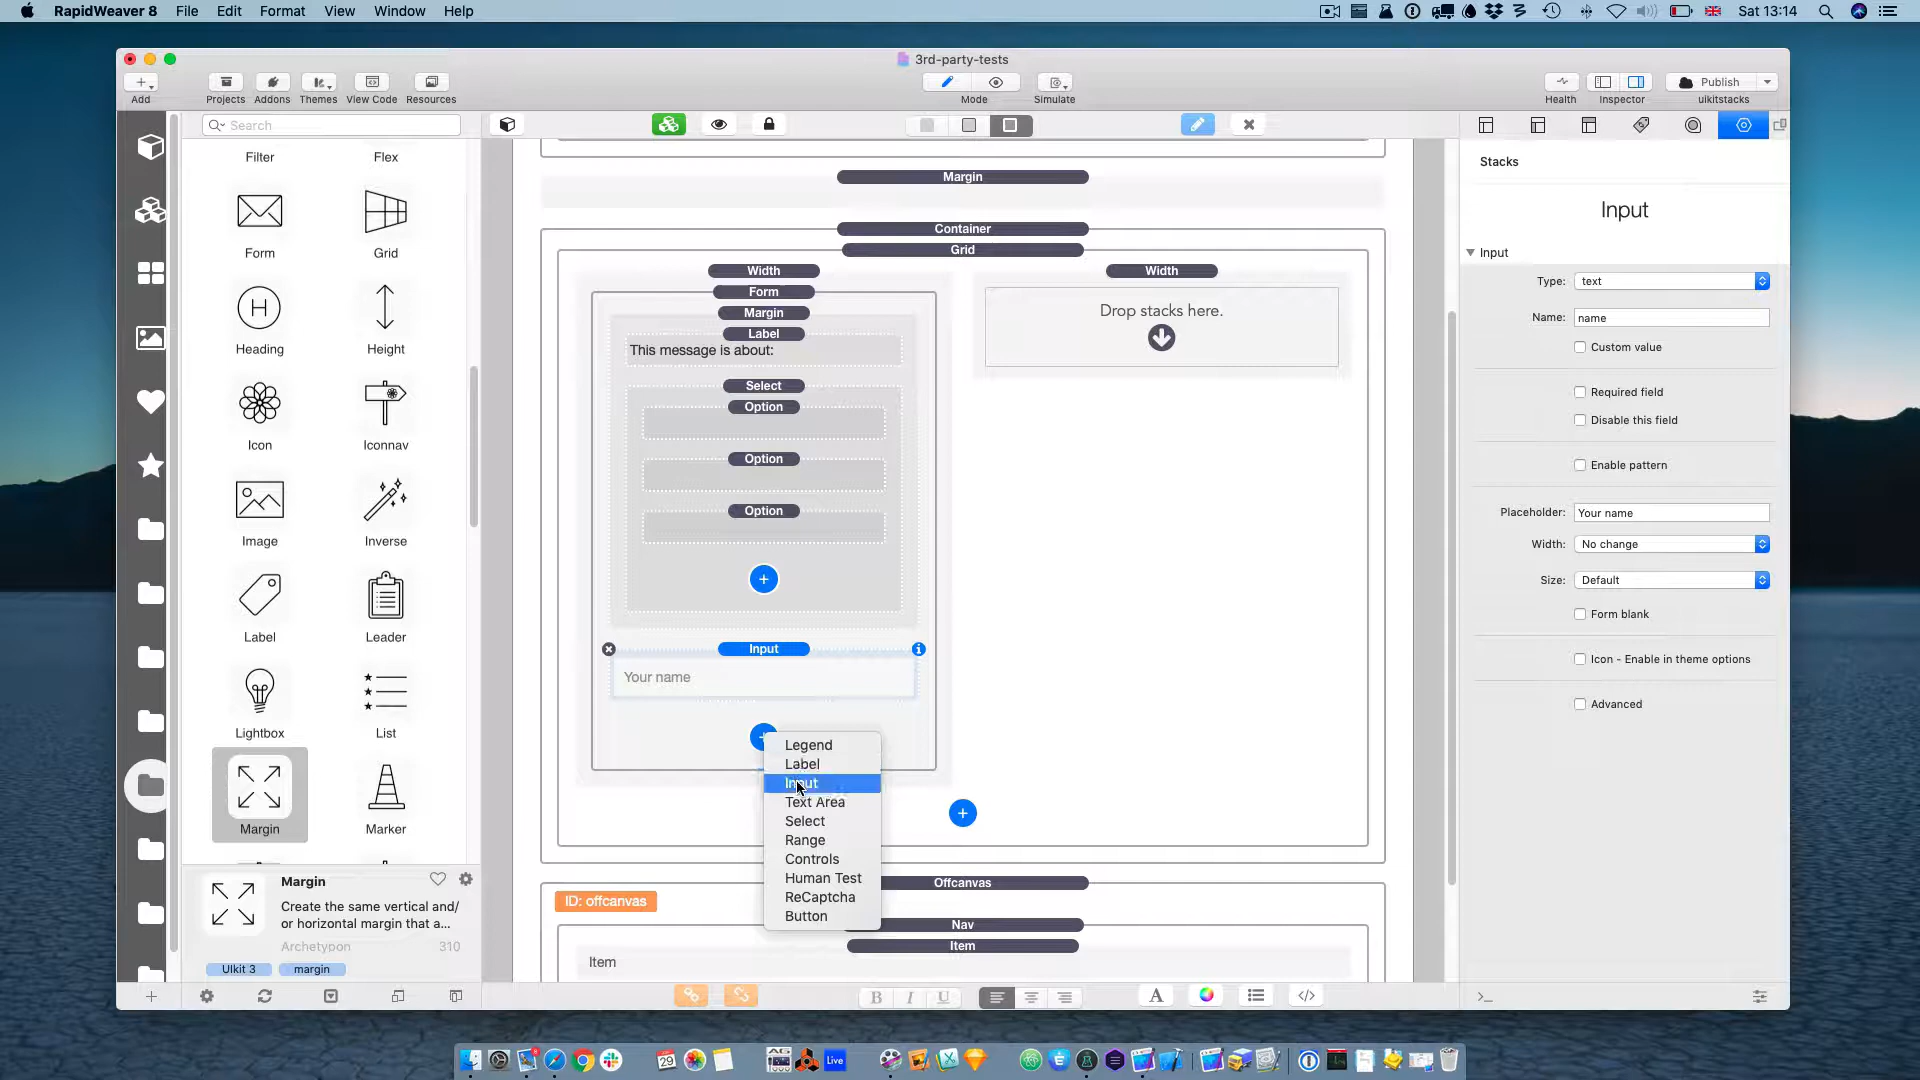 RapidWeaver 8 File Edit Format View Window Help Sat 13:14
3rd-party-tests
Add Projects Addons Themes View Code Resources Mode Simulate Health Inspector Publish
uikitstacks
Search
Filter Flex
Form Grid
Heading Height
Icon Iconnav
Image Inverse
Label Leader
Lightbox List
Margin Marker
Margin
Create the same vertical and/
or horizontal margin that a...
Archetypon 310
UIkit 3 margin
Margin
Container
Grid
Width Width
Form
Margin
Label
This message is about:
Drop stacks here.
Select
Option
Option
Option
Input
Your name
Legend
Label
Input
Text Area
Select
Range
Controls
Human Test
ReCaptcha
Button
Offcanvas
ID: offcanvas
Nav
Item
Item
B I U
A
Stacks
Input
Input
Type: text
Name: name
Custom value
Required field
Disable this field
Enable pattern
Placeholder: Your name
Width: No change
Size: Default
Form blank
Icon - Enable in theme options
Advanced
29
Live